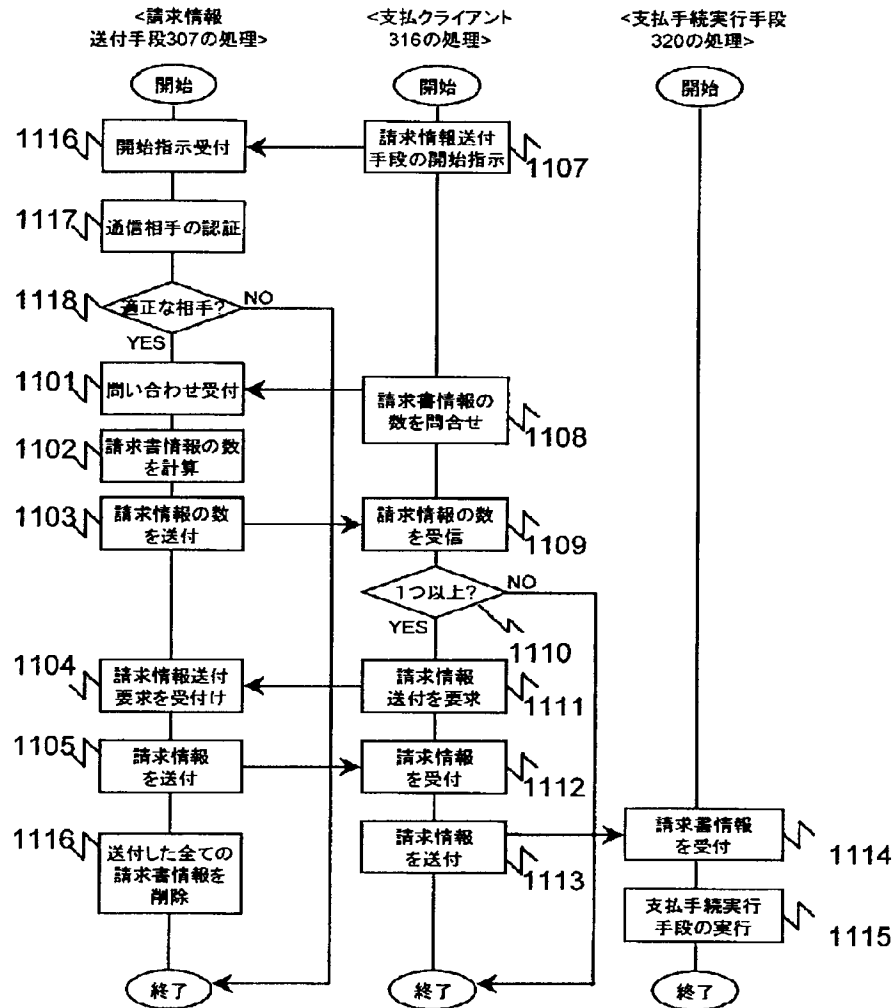 <請求情報
送付手段307の処理>
<支払クライアント
316の処理>
<支払手続実行手段
320の処理>
開始
開始
開始
1116
開始指示受付
請求情報送付
手段の開始指示
1107
1117
通信相手の認証
1118
適正な相手?
NO
YES
1101
問い合わせ受付
請求書情報の
数を問合せ
1108
1102
請求書情報の数
を計算
1103
請求情報の数
を送付
請求情報の数
を受信
1109
1つ以上?
NO
YES
1110
1104
請求情報送付
要求を受付け
請求情報
送付を要求
1111
1105
請求情報
を送付
請求情報
を受付
1112
1116
送付した全ての
請求書情報を
削除
請求情報
を送付
1113
請求書情報
を受付
1114
支払手続実行
手段の実行
1115
終了
終了
終了